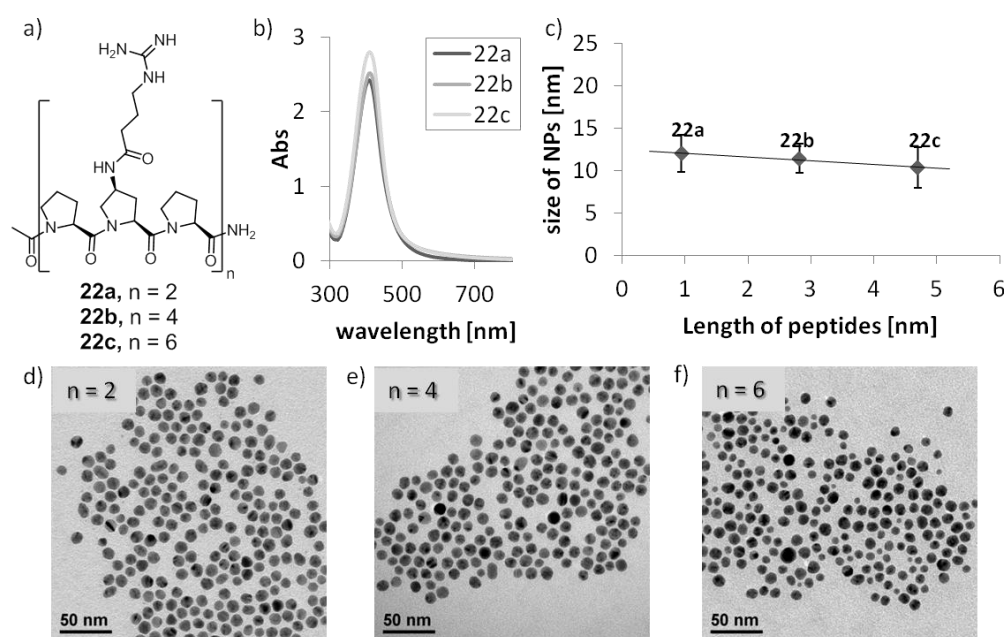 a)
NH
H2N
NH
O
HN
N
N
N
NH2
O
O
O
O
n
22a, n = 2
22b, n = 4
22c, n = 6
b)
3
2
1
0
Abs
300 500 700
wavelength [nm]
22a
22b
22c
c)
25
20
15
10
5
0
size of NPs [nm]
22a 22b 22c
0 1 2 3 4 5 6
Length of peptides [nm]
d)
n = 2
50 nm
e)
n = 4
50 nm
f)
n = 6
50 nm